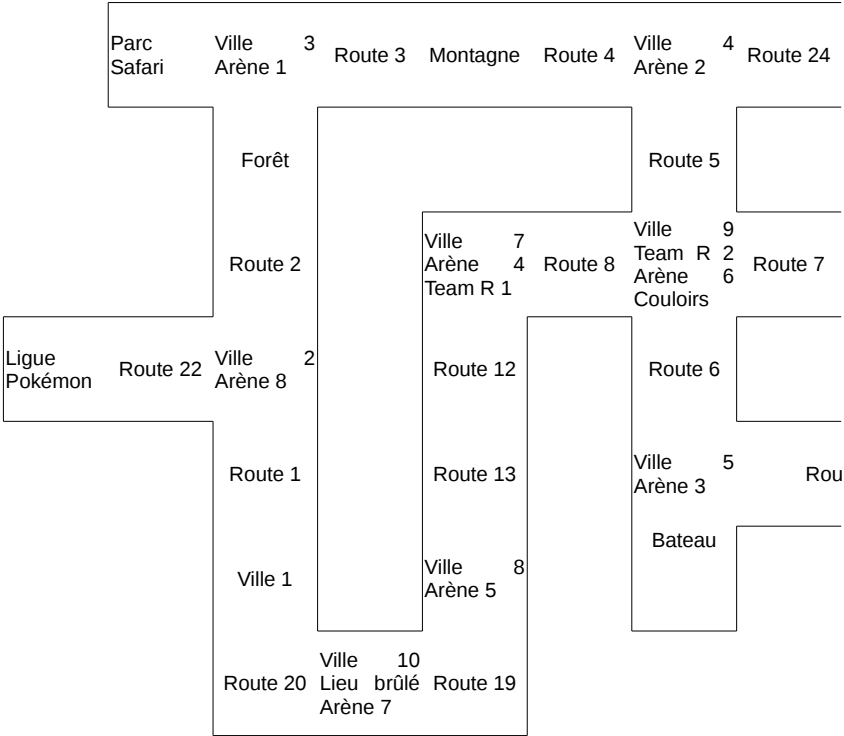 Parc
Safari
Ville 3
Arène 1
Route 3
Montagne
Route 4
Ville 4
Arène 2
Route 24
Forêt
Route 5
Route 2
Ville 7
Arène 4
Team R 1
Route 8
Ville 9
Team R 2
Arène 6
Couloirs
Route 7
Ligue
Pokémon
Route 22
Ville 2
Arène 8
Route 12
Route 6
Route 1
Route 13
Ville 5
Arène 3
Rou
Bateau
Ville 1
Ville 8
Arène 5
Route 20
Ville 10
Lieu brûlé
Arène 7
Route 19